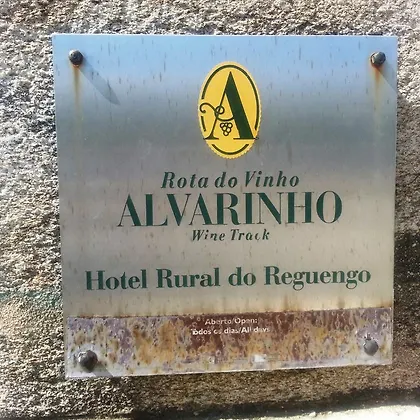 A
Rota do Vinho
ALVARINHO
Wine Track
Hotel Rural do Reguengo
Aberto/Open:
Todos os dias/All days